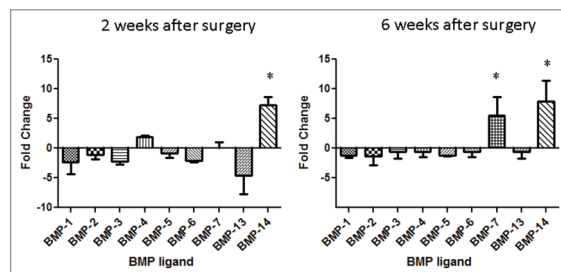 2 weeks after surgery
15
10
5
0
-5
-10
Fold Change
*
BMP-1
BMP-2
BMP-3
BMP-4
BMP-5
BMP-6
BMP-7
BMP-13
BMP-14
BMP ligand
6 weeks after surgery
15
10
5
0
-5
Fold Change
*
*
BMP-1
BMP-2
BMP-3
BMP-4
BMP-5
BMP-6
BMP-7
BMP-13
BMP-14
BMP ligand